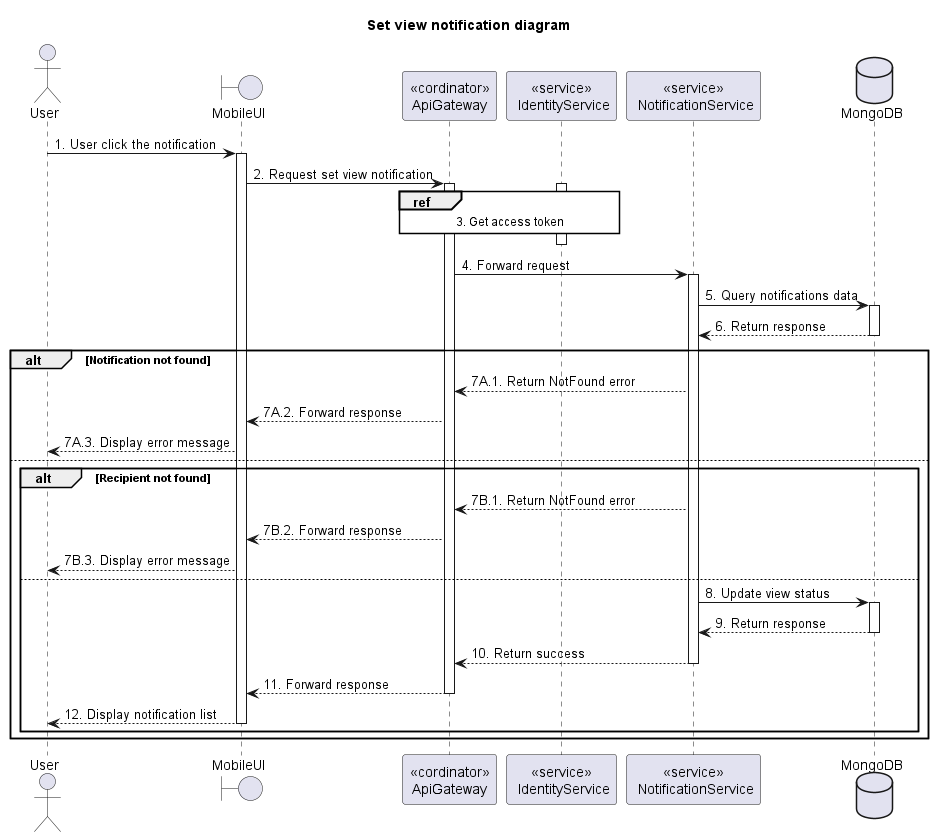 Set view notification diagram
User
MobileUI
«cordinator»
ApiGateway
«service»
IdentityService
«service»
NotificationService
MongoDB
1. User click the notification
2. Request set view notification
ref
3. Get access token
4. Forward request
5. Query notifications data
6. Return response
alt [Notification not found]
7A.1. Return NotFound error
7A.2. Forward response
7A.3. Display error message
alt [Recipient not found]
7B.1. Return NotFound error
7B.2. Forward response
7B.3. Display error message
8. Update view status
9. Return response
10. Return success
11. Forward response
12. Display notification list
User
MobileUI
«cordinator»
ApiGateway
«service»
IdentityService
«service»
NotificationService
MongoDB